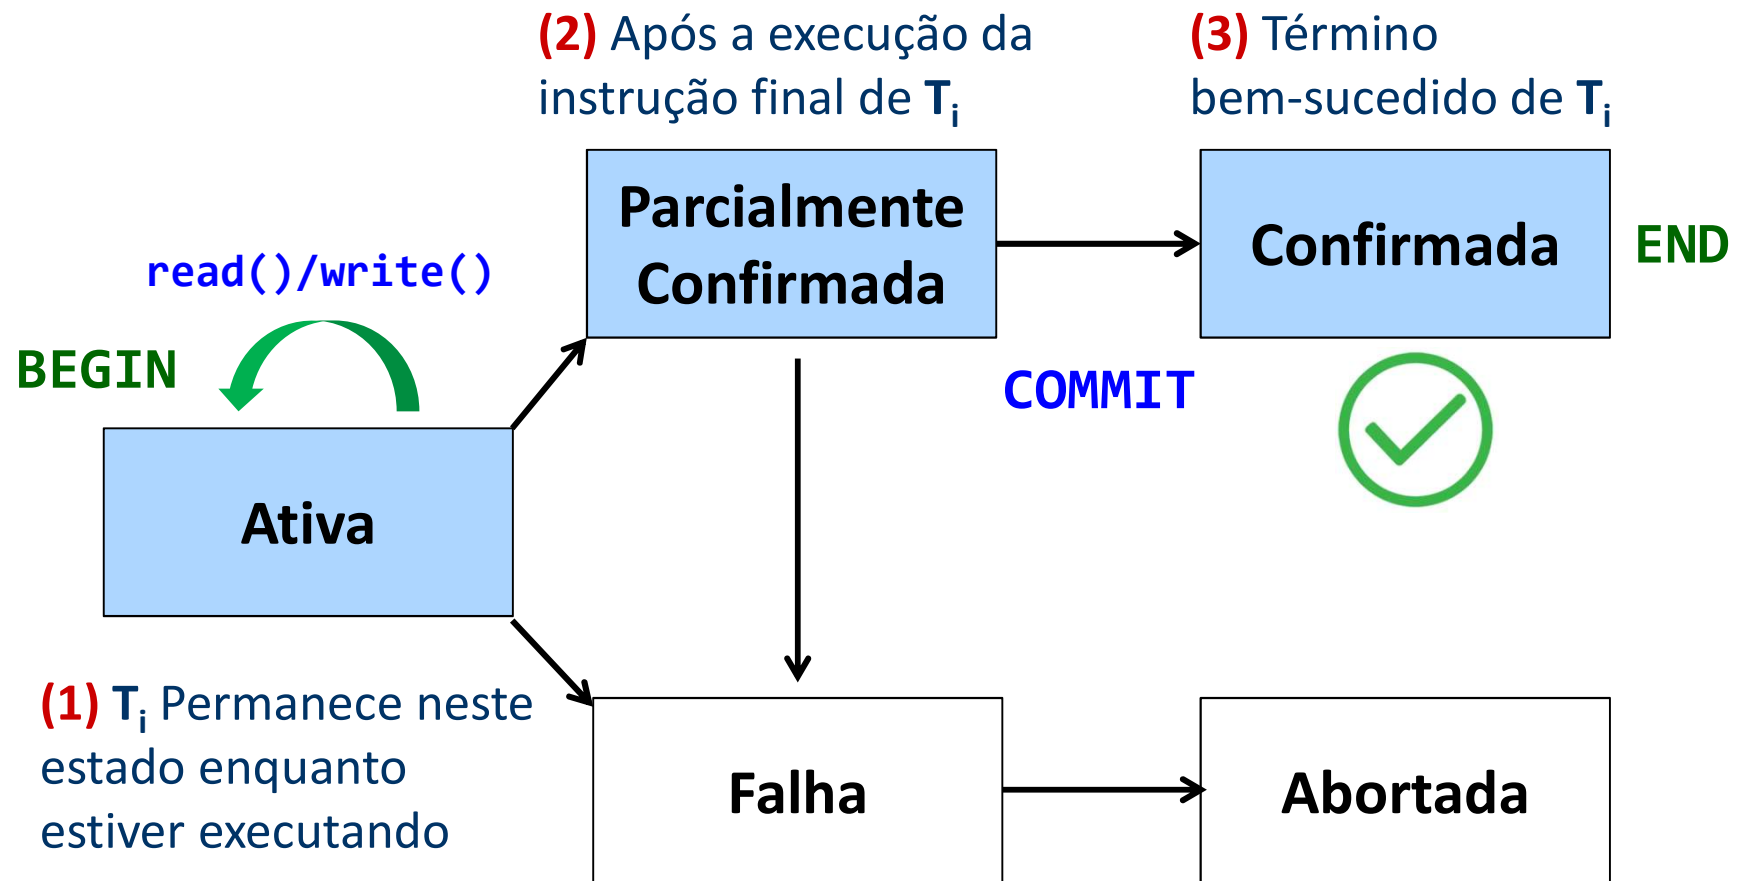 (2) Após a execução da
instrução final de Ti
(3) Término
bem-sucedido de Ti
Parcialmente
Confirmada
Confirmada
END
read()/write()
BEGIN
COMMIT
Ativa
(1) Ti Permanece neste
estado enquanto
estiver executando
Falha
Abortada